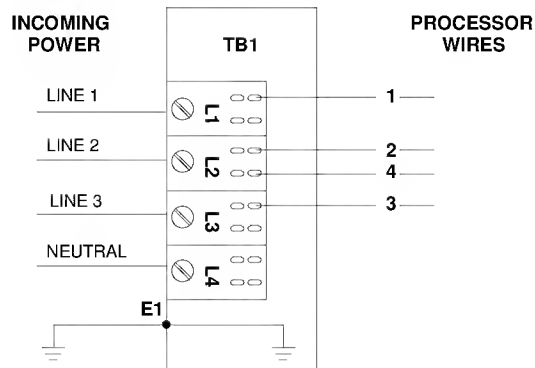 INCOMING
POWER
TB1
PROCESSOR
WIRES
LINE 1
L1
1
LINE 2
L2
2
4
LINE 3
L3
3
NEUTRAL
L4
E1